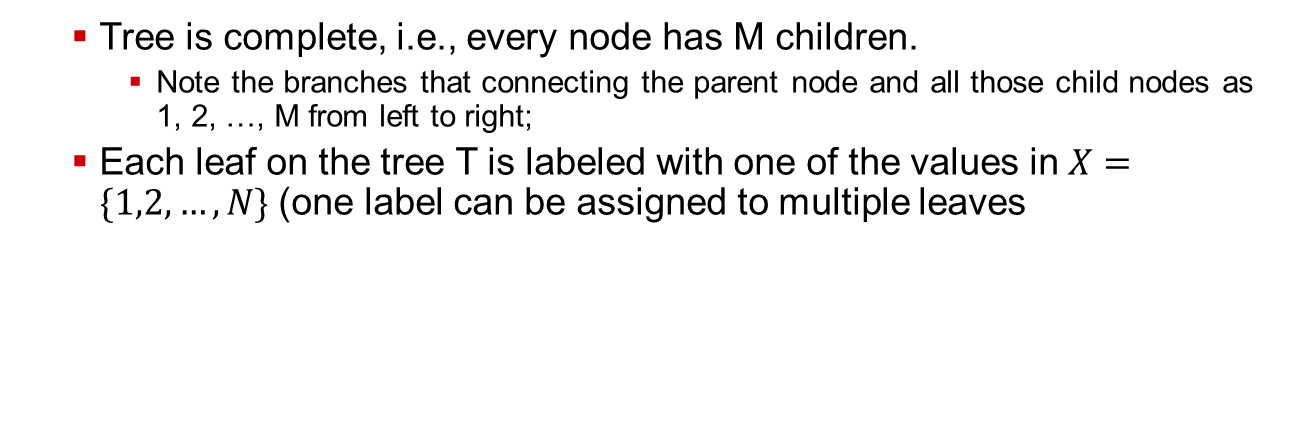 ▪ Tree is complete, i.e., every node has M children.
▪ Note the branches that connecting the parent node and all those child nodes as
1, 2, …, M from left to right;
▪ Each leaf on the tree T is labeled with one of the values in X =
{1,2, … , N} (one label can be assigned to multiple leaves